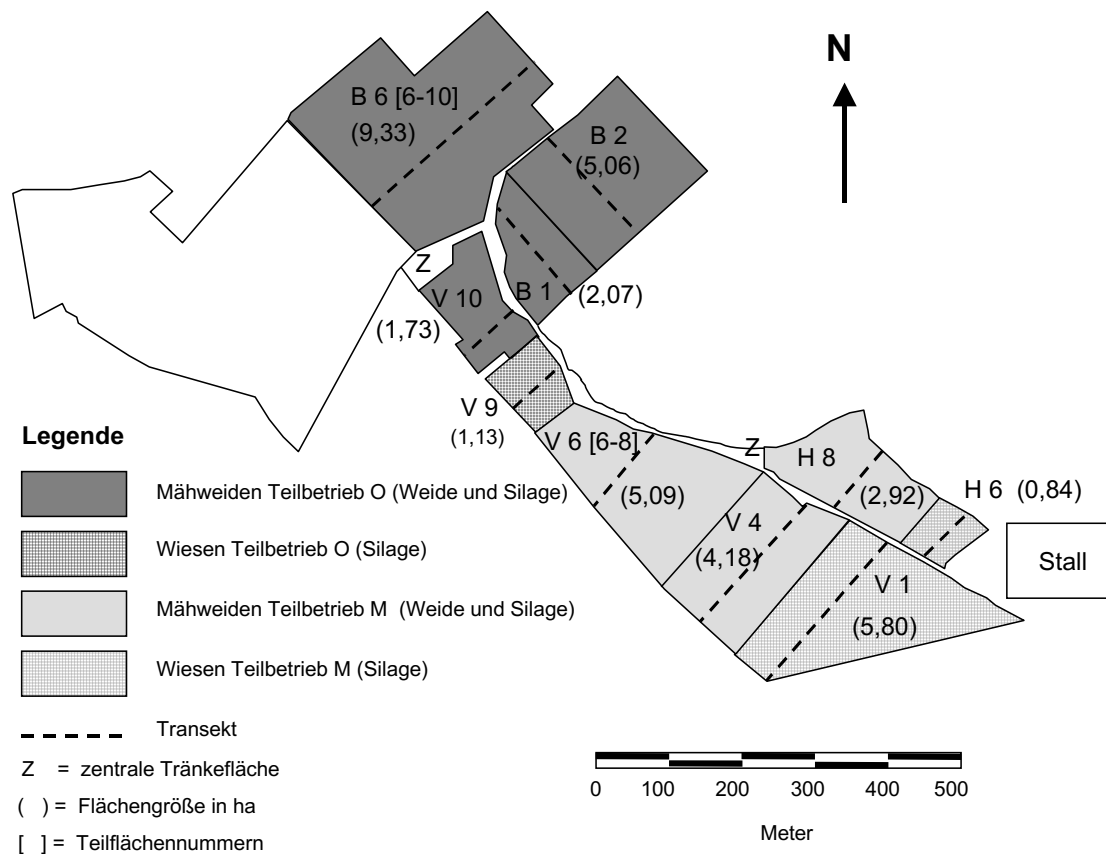 N
B 6 [6-10]
(9,33)
B 2
(5,06)
Z
V 10
B 1
(2,07)
(1,73)
V 9
(1,13)
V 6 [6-8]
(5,09)
Z
H 8
(2,92)
H 6 (0,84)
V 4
(4,18)
Stall
V 1
(5,80)
Legende
Mähweiden Teilbetrieb O (Weide und Silage)
Wiesen Teilbetrieb O (Silage)
Mähweiden Teilbetrieb M (Weide und Silage)
Wiesen Teilbetrieb M (Silage)
Transekt
Z = zentrale Tränkefläche
( ) = Flächengröße in ha
[ ] = Teilflächennummern
0 100 200 300 400 500
Meter